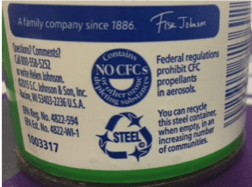 A family company since 1886. Fisk Johnson
Questions? Comments?
Call 800-558-5252
or write Helen Johnson.
©2015 S.C. Johnson & Son, Inc.
Racine, WI 53403-2236 U.S.A.
EPA Reg. No. 4822-594
EPA Est. No. 4822-WI-1
1003317
Contains
NO CFCs
or other ozone
depleting substances
STEEL
Federal regulations
prohibit CFC
propellants
in aerosols.
You can recycle
this steel container,
when empty, in an
increasing number
of communities.